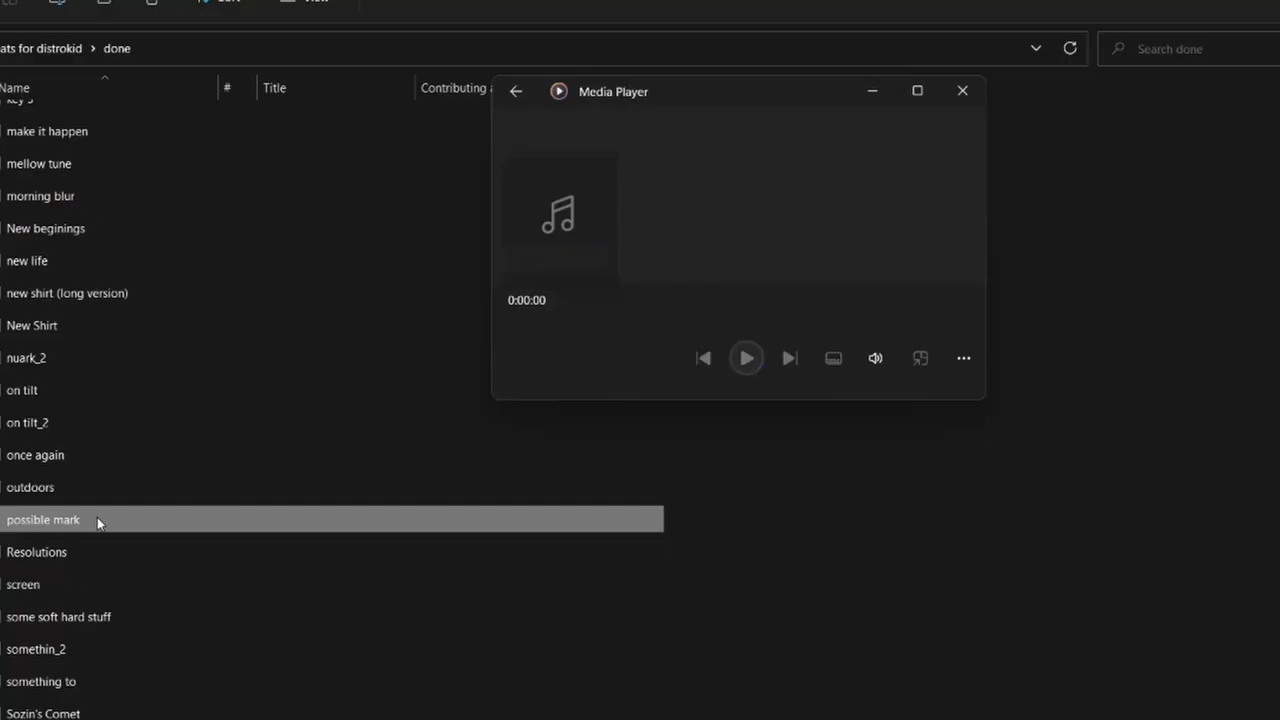 ats for distrokid > done
Search done
Name
#
Title
Contributing a
Media Player
key 5
make it happen
mellow tune
morning blur
New beginings
new life
new shirt (long version)
New Shirt
nuark_2
on tilt
on tilt_2
once again
outdoors
possible mark
Resolutions
screen
some soft hard stuff
somethin_2
something to
Sozin's Comet
0:00:00